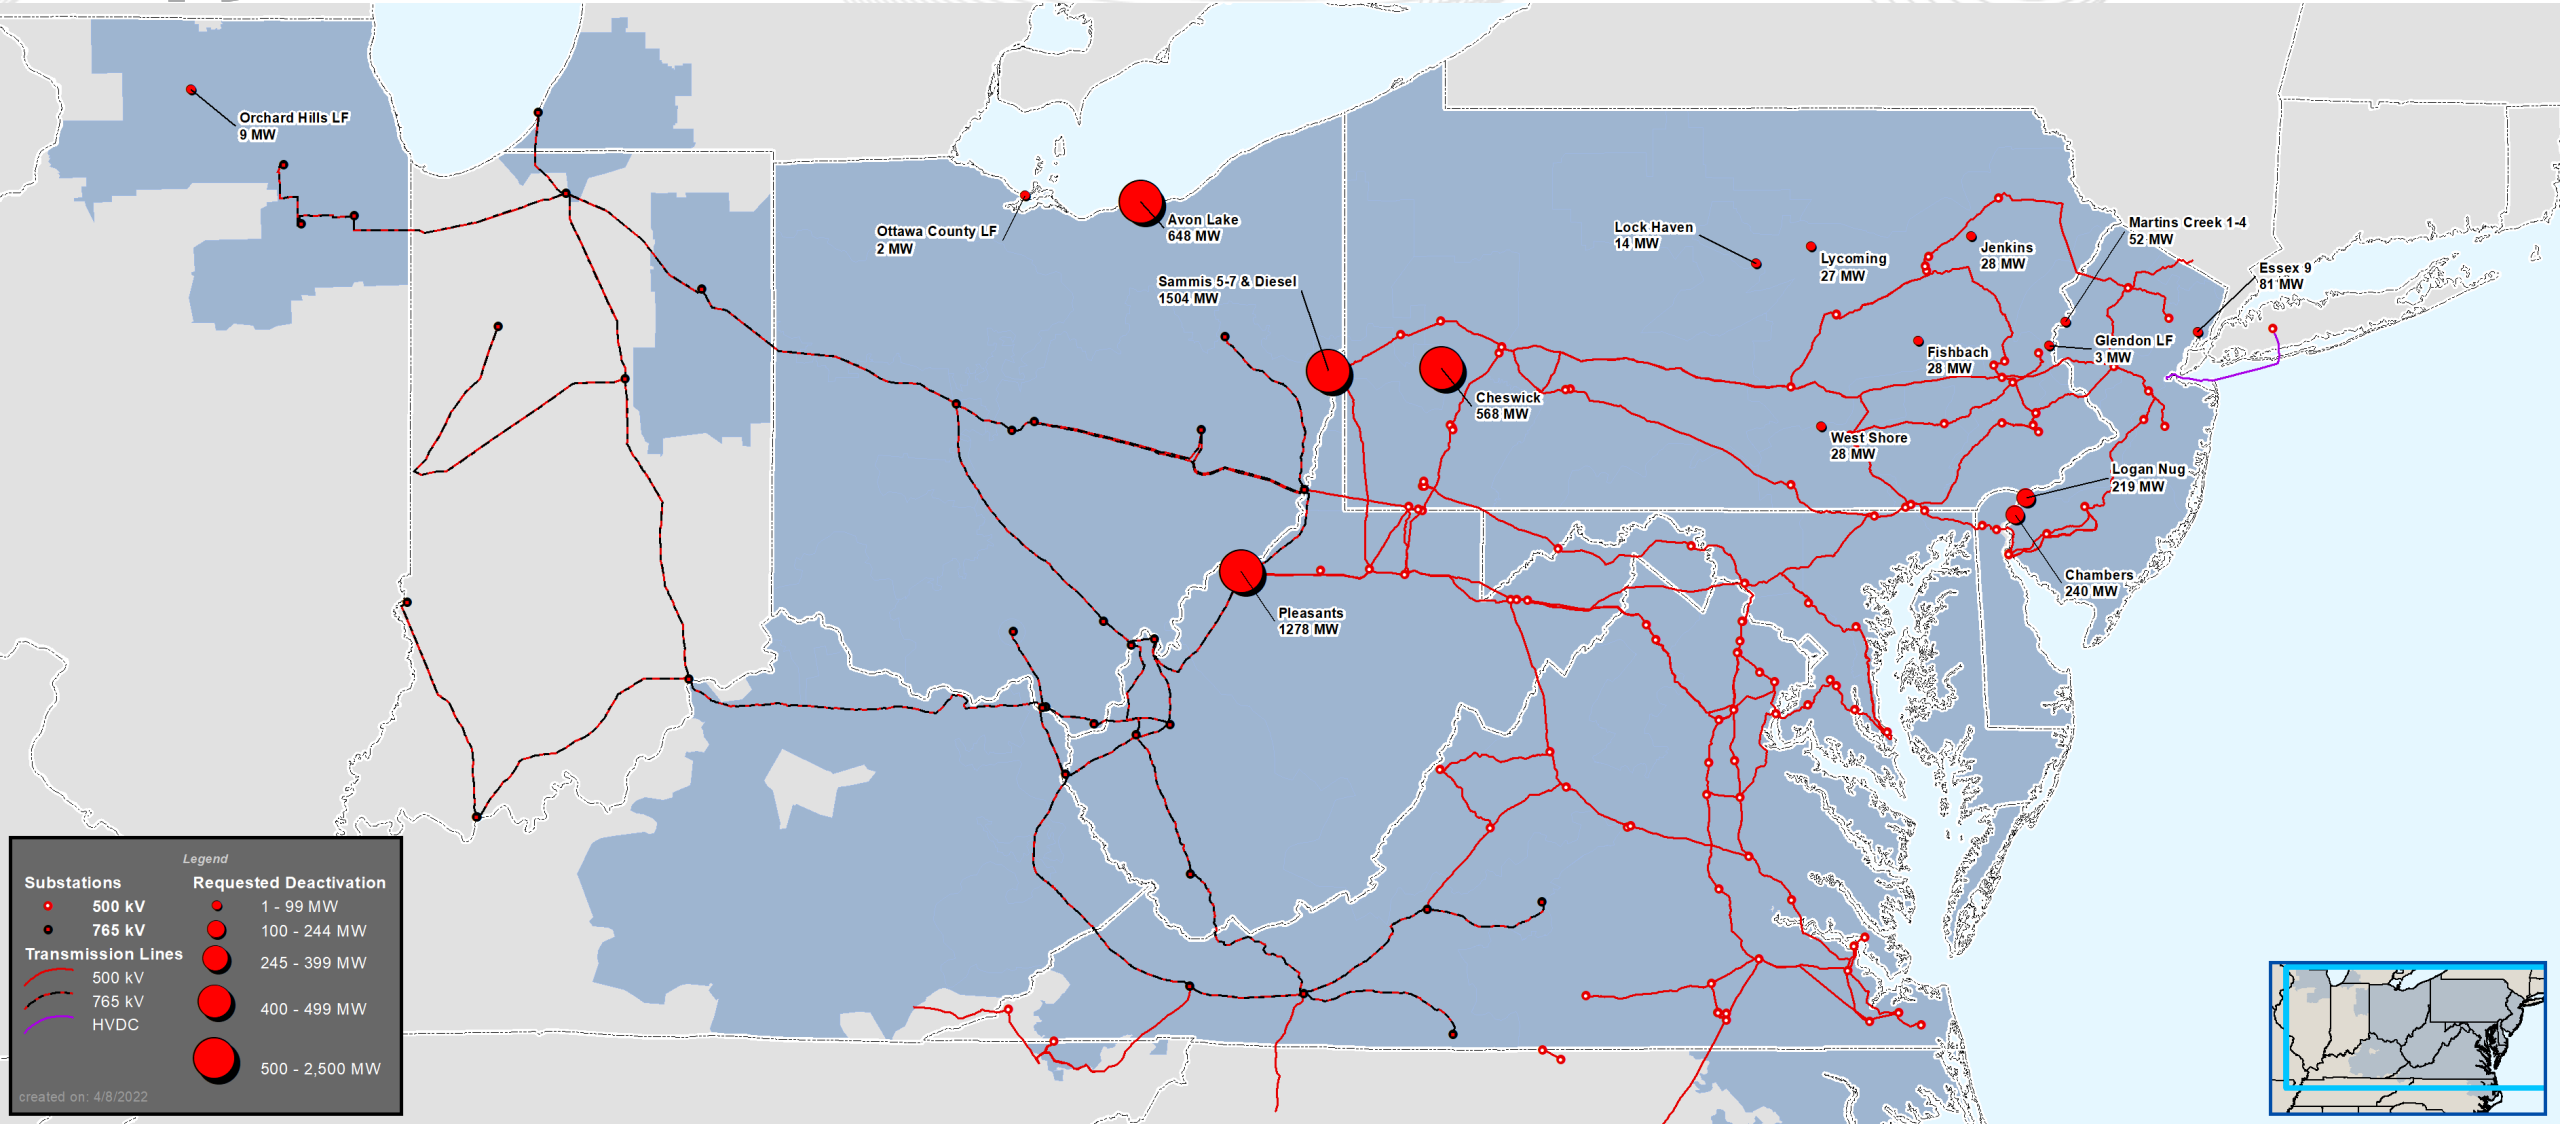 Orchard Hills LF
9 MW
Ottawa County LF
2 MW
Avon Lake
648 MW
Sammis 5-7 & Diesel
1504 MW
Cheswick
568 MW
Pleasants
1278 MW
Lock Haven
14 MW
Lycoming
27 MW
Jenkins
28 MW
Martins Creek 1-4
52 MW
Essex 9
81 MW
Glendon LF
3 MW
Fishbach
28 MW
West Shore
28 MW
Logan Nug
219 MW
Chambers
240 MW
Legend
Substations
500 kV
765 kV
Transmission Lines
500 kV
765 kV
HVDC
Requested Deactivation
1 - 99 MW
100 - 244 MW
245 - 399 MW
400 - 499 MW
500 - 2,500 MW
created on: 4/8/2022